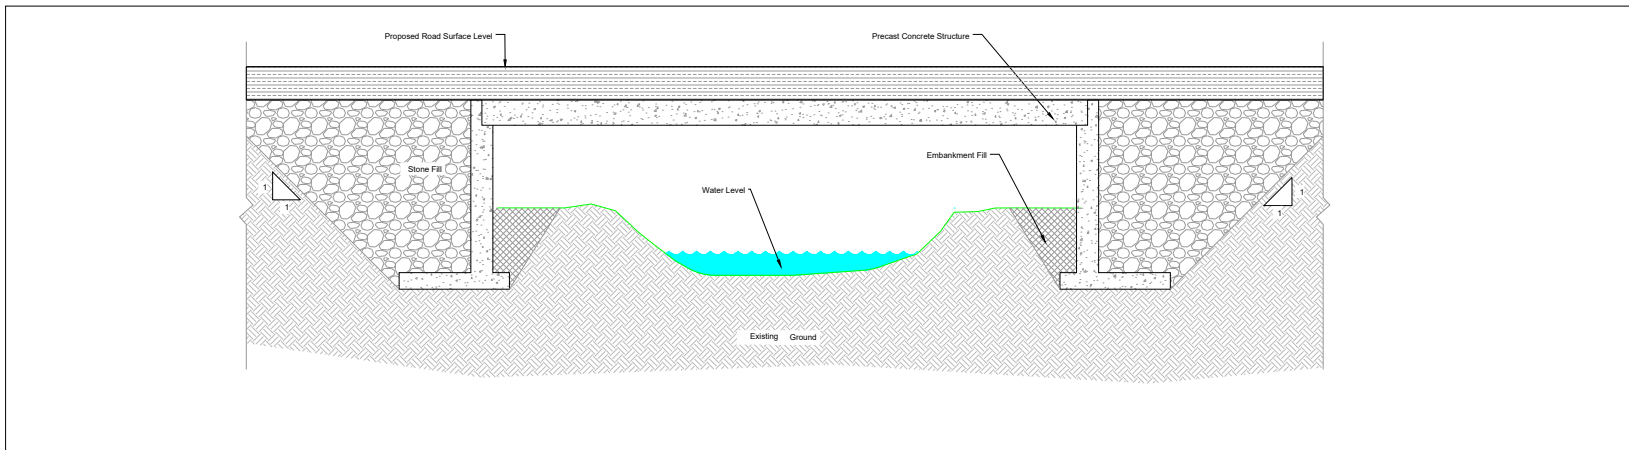 Proposed Road Surface Level
Precast Concrete Structure
Embankment Fill
Stone Fill
Water Level
1
1
1
1
Existing Ground